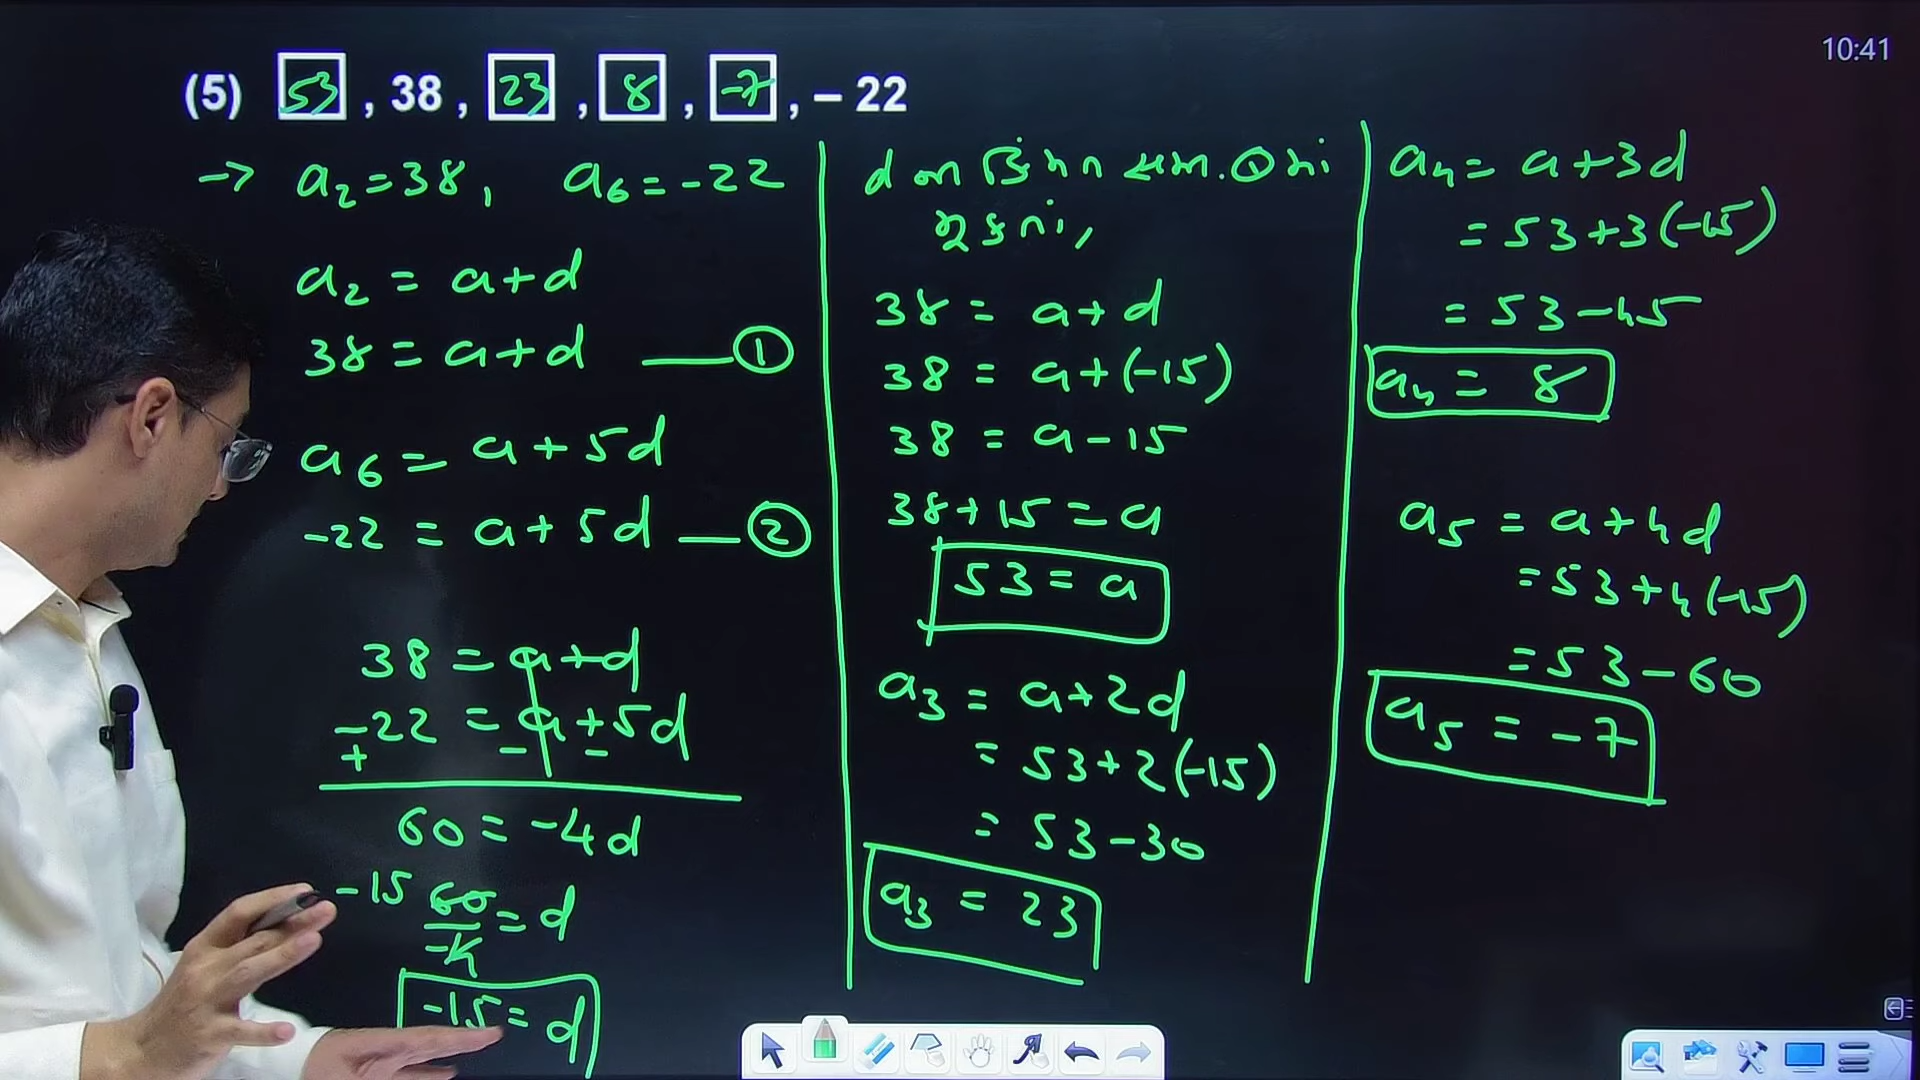 10:41
(5) 53 , 38 , 23 , 8 , -7 , – 22
→ a₂ = 38, a₆ = -22
a₂ = a + d
38 = a + d —— ①
a₆ = a + 5d
-22 = a + 5d —— ②
38 = a + d
-22 = a + 5d
+ - -
60 = -4d
-15 60/-4 = d
-15 = d
d
38 = a + d
38 = a + (-15)
38 = a - 15
38 + 15 = a
53 = a
a₃ = a + 2d
= 53 + 2(-15)
= 53 - 30
a₃ = 23
a₄ = a + 3d
= 53 + 3(-15)
= 53 - 45
a₄ = 8
a₅ = a + 4d
= 53 + 4(-15)
= 53 - 60
a₅ = -7